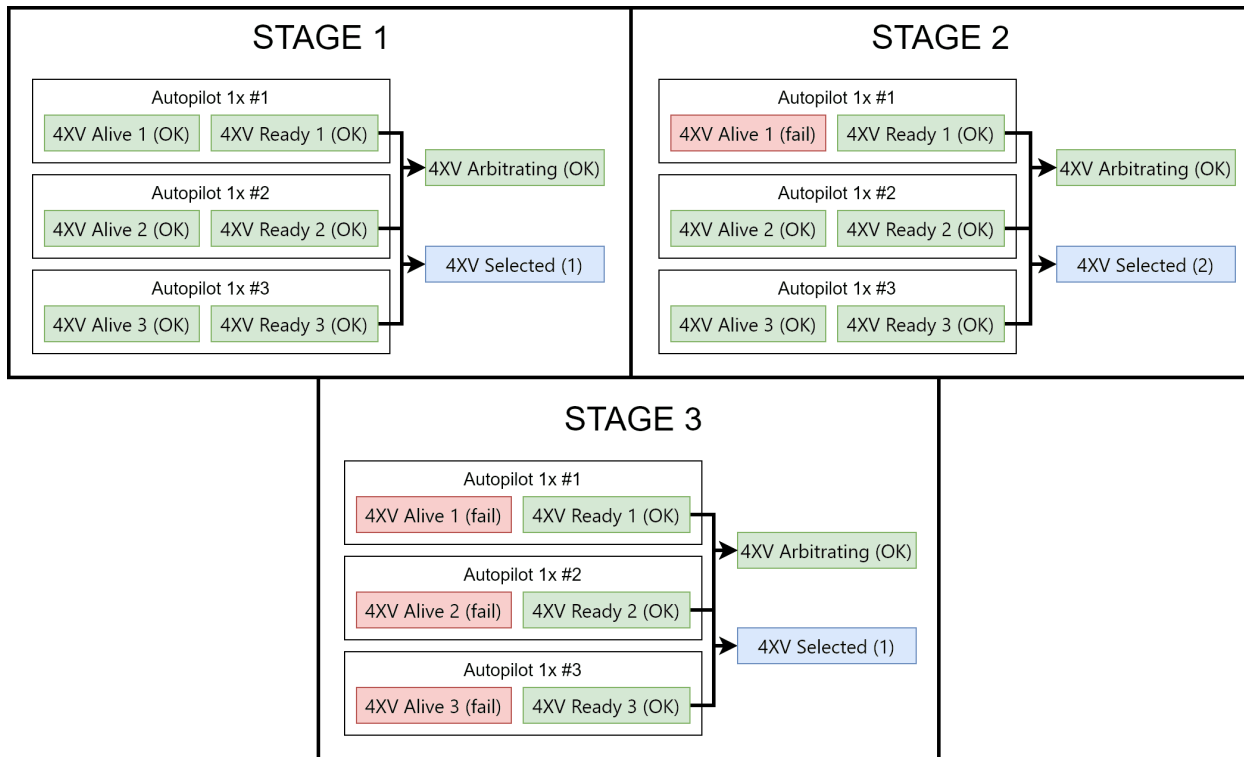 STAGE 1
Autopilot 1x #1
4XV Alive 1 (OK)
4XV Ready 1 (OK)
4XV Arbitrating (OK)
Autopilot 1x #2
4XV Alive 2 (OK)
4XV Ready 2 (OK)
4XV Selected (1)
Autopilot 1x #3
4XV Alive 3 (OK)
4XV Ready 3 (OK)
STAGE 2
Autopilot 1x #1
4XV Alive 1 (fail)
4XV Ready 1 (OK)
4XV Arbitrating (OK)
Autopilot 1x #2
4XV Alive 2 (OK)
4XV Ready 2 (OK)
4XV Selected (2)
Autopilot 1x #3
4XV Alive 3 (OK)
4XV Ready 3 (OK)
STAGE 3
Autopilot 1x #1
4XV Alive 1 (fail)
4XV Ready 1 (OK)
4XV Arbitrating (OK)
Autopilot 1x #2
4XV Alive 2 (fail)
4XV Ready 2 (OK)
4XV Selected (1)
Autopilot 1x #3
4XV Alive 3 (fail)
4XV Ready 3 (OK)